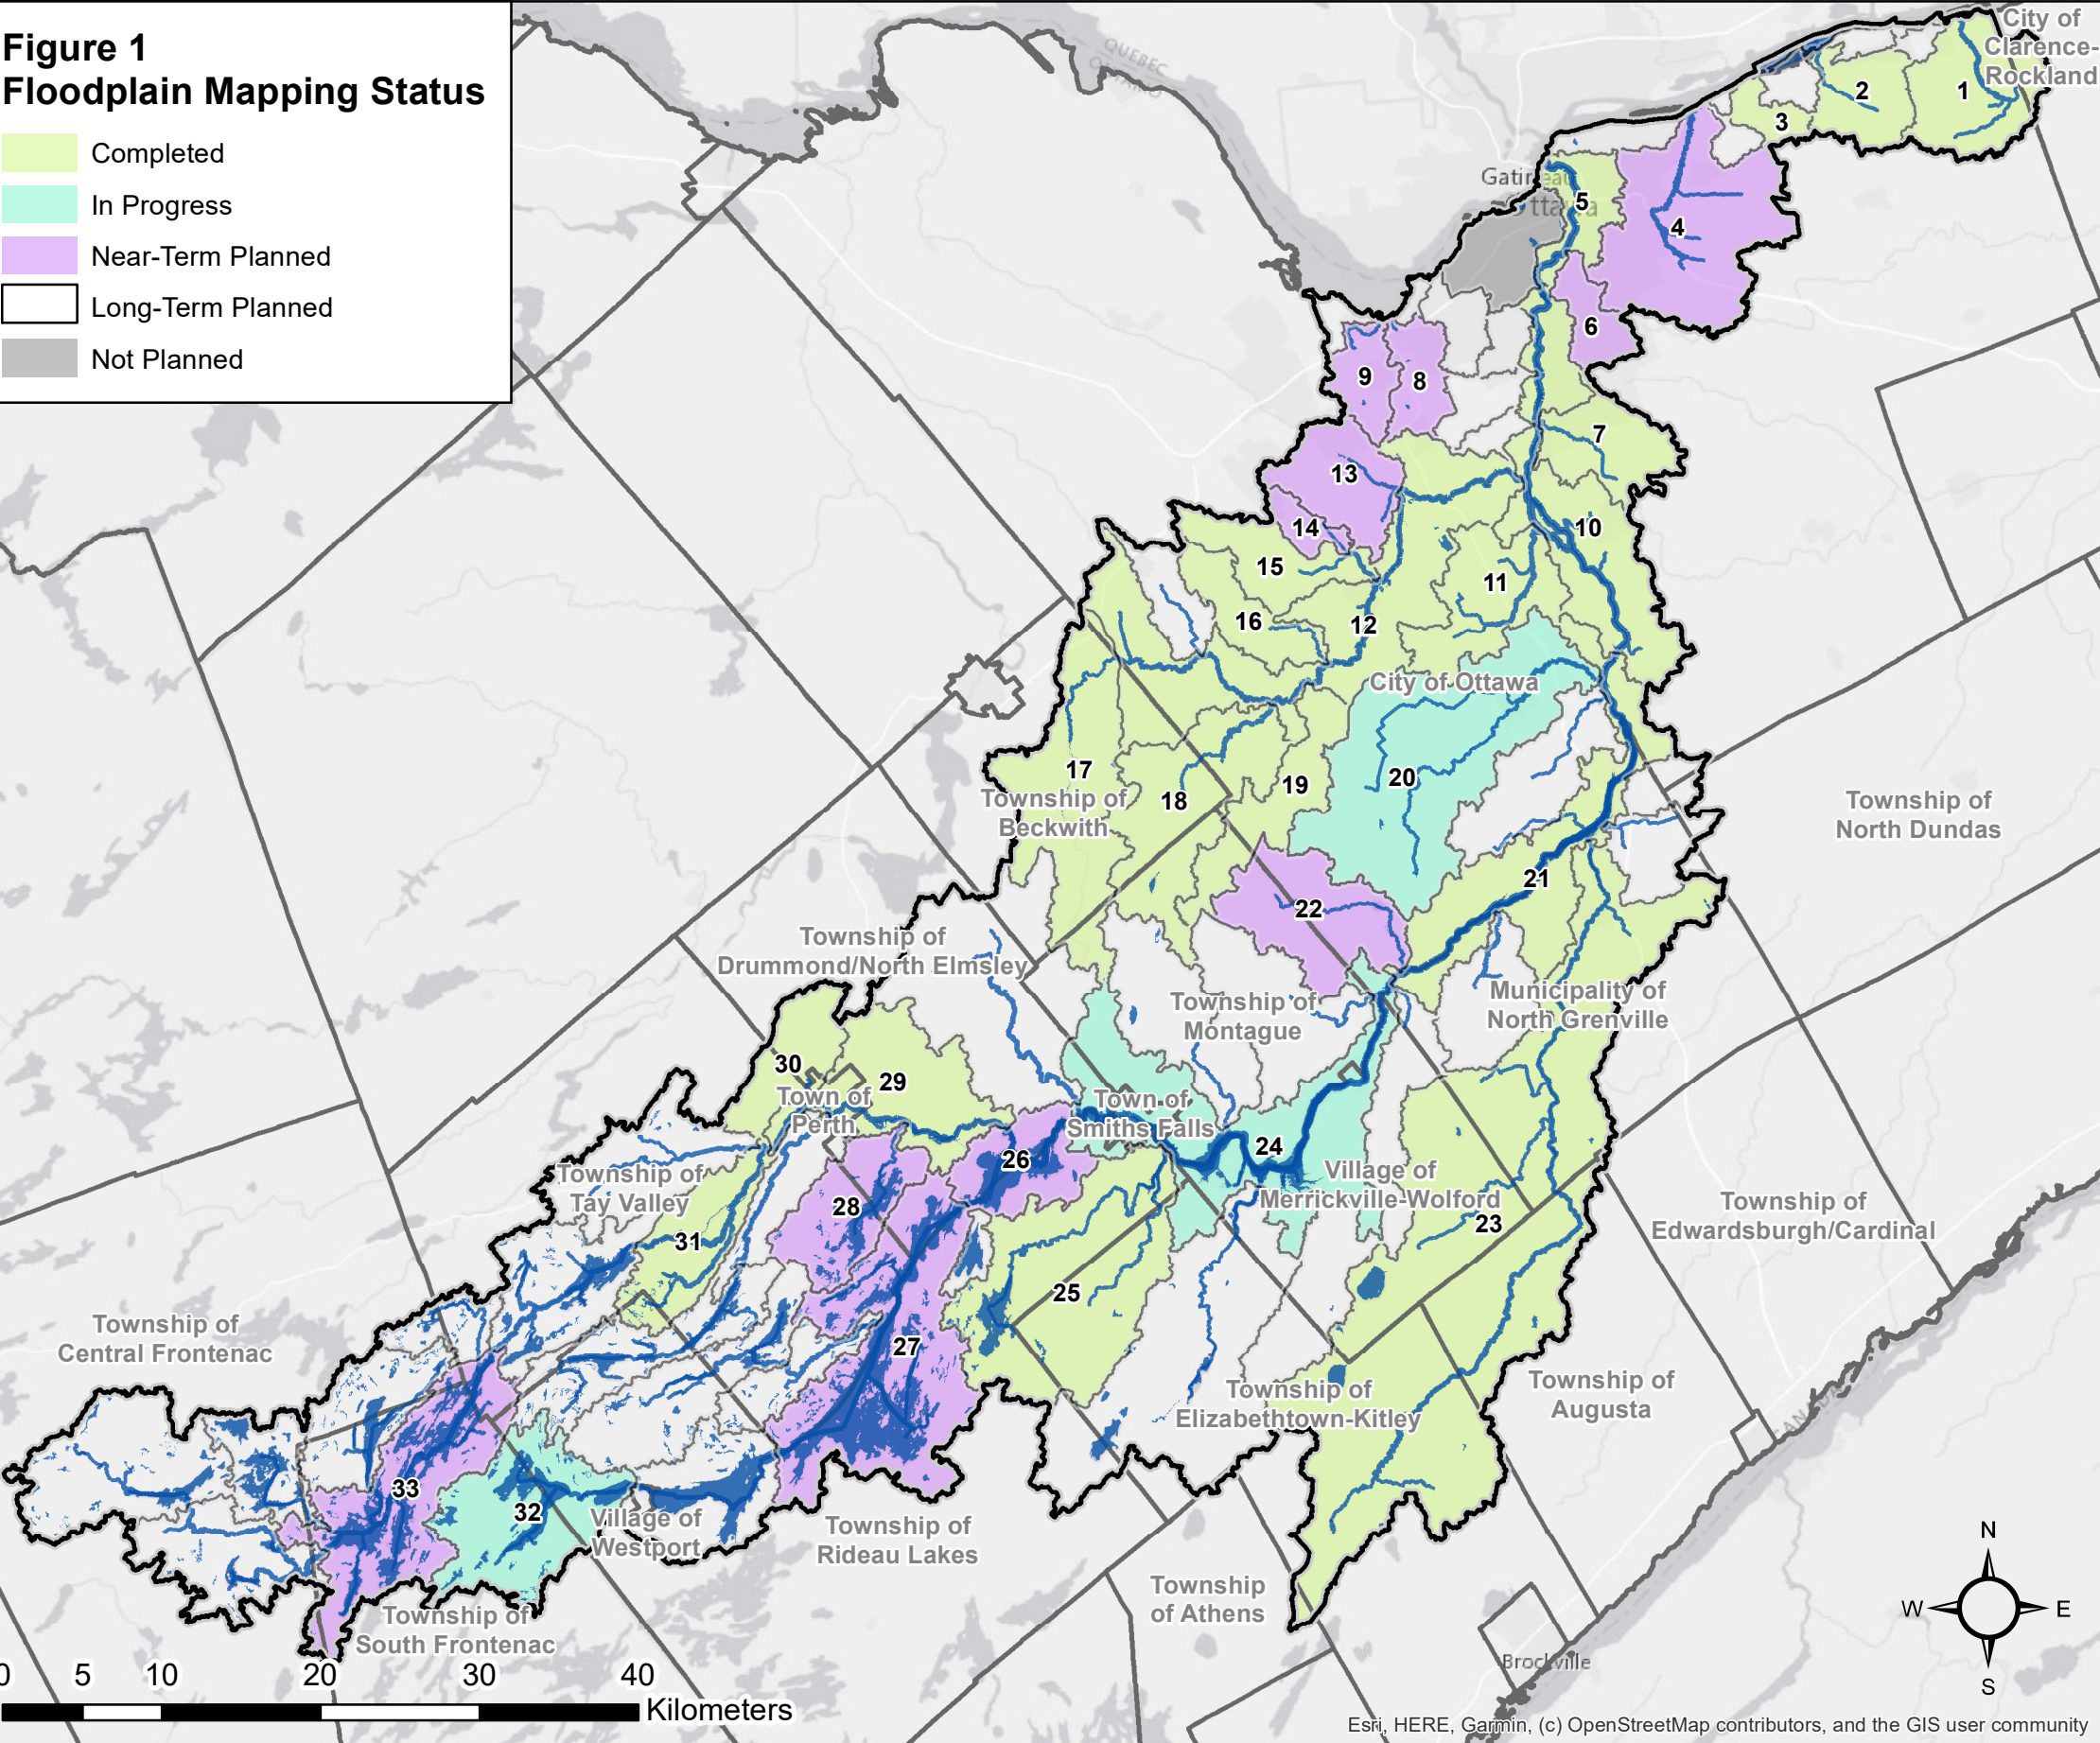 Figure 1
Floodplain Mapping Status
Completed
In Progress
Near-Term Planned
Long-Term Planned
Not Planned
QUEBEC
ONTARIO
City of
Clarence-
Rockland
1
2
3
Gatineau
Ottawa
5
4
6
9
8
7
13
14
10
15
11
16
12
City of Ottawa
17
18
19
20
Township of
Beckwith
Township of
North Dundas
21
22
Township of
Drummond/North Elmsley
Township of
Montague
Municipality of
North Grenville
30
29
Town of
Perth
Town of
Smiths Falls
24
26
Village of
Merrickville-Wolford
Township of
Tay Valley
28
31
23
Township of
Edwardsburgh/Cardinal
25
27
Township of
Central Frontenac
Township of
Elizabethtown-Kitley
Township of
Augusta
33
32
Village of
Westport
Township of
Rideau Lakes
Township
of Athens
Township of
South Frontenac
Brockville
N
W
E
S
0 5 10 20 30 40
Kilometers
Esri, HERE, Garmin, (c) OpenStreetMap contributors, and the GIS user community